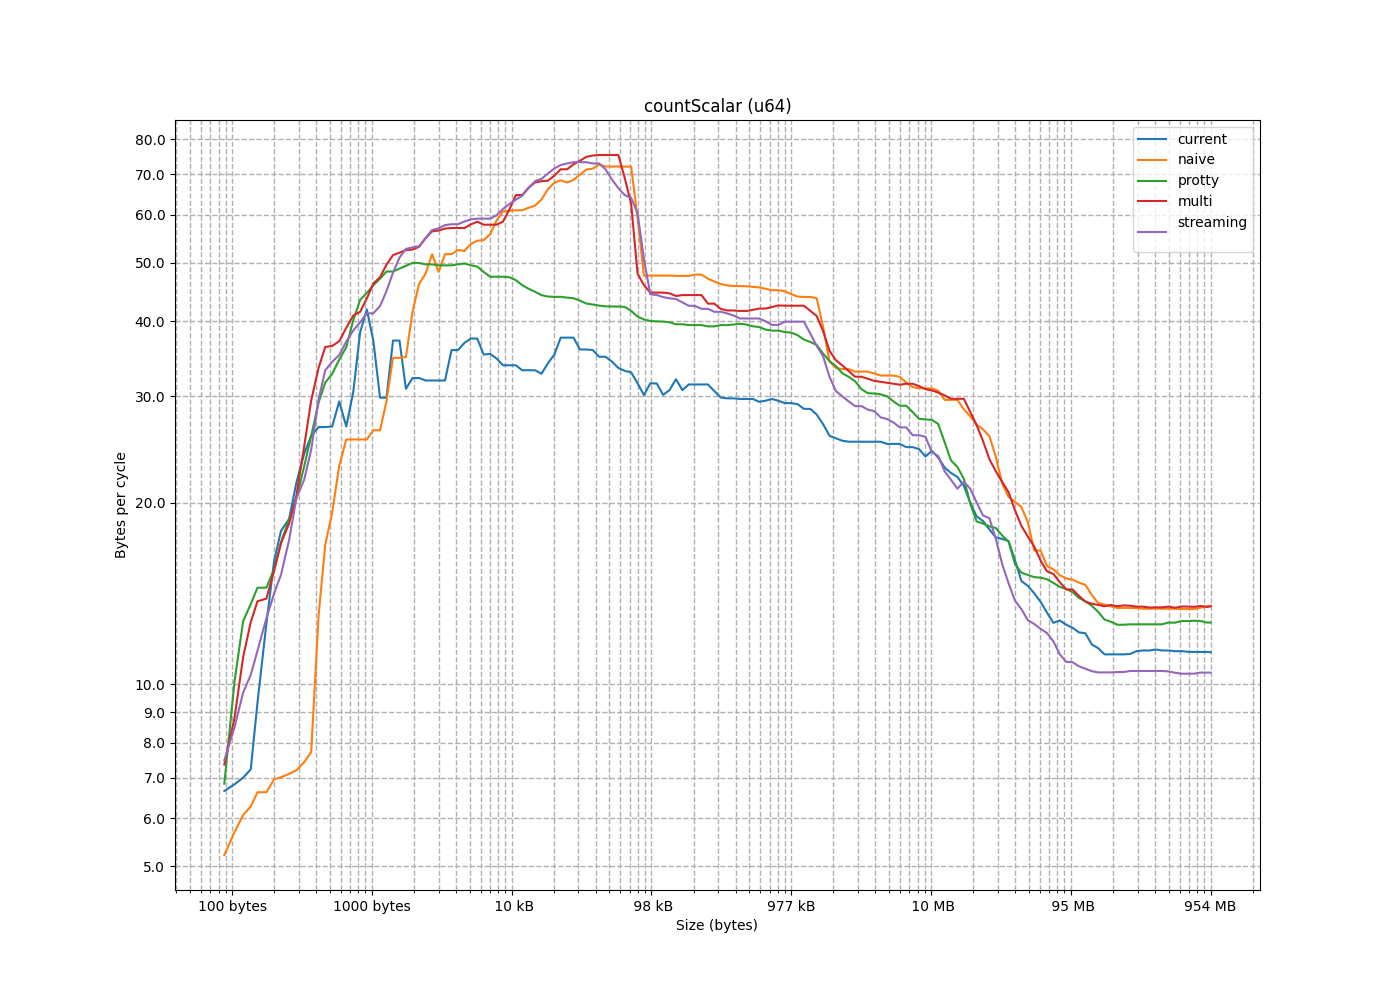 countScalar (u64)
80.0
70.0
60.0
50.0
40.0
30.0
20.0
10.0
9.0
8.0
7.0
6.0
5.0
Bytes per cycle
current
naive
protty
multi
streaming
100 bytes
1000 bytes
10 kB
98 kB
977 kB
10 MB
95 MB
954 MB
Size (bytes)